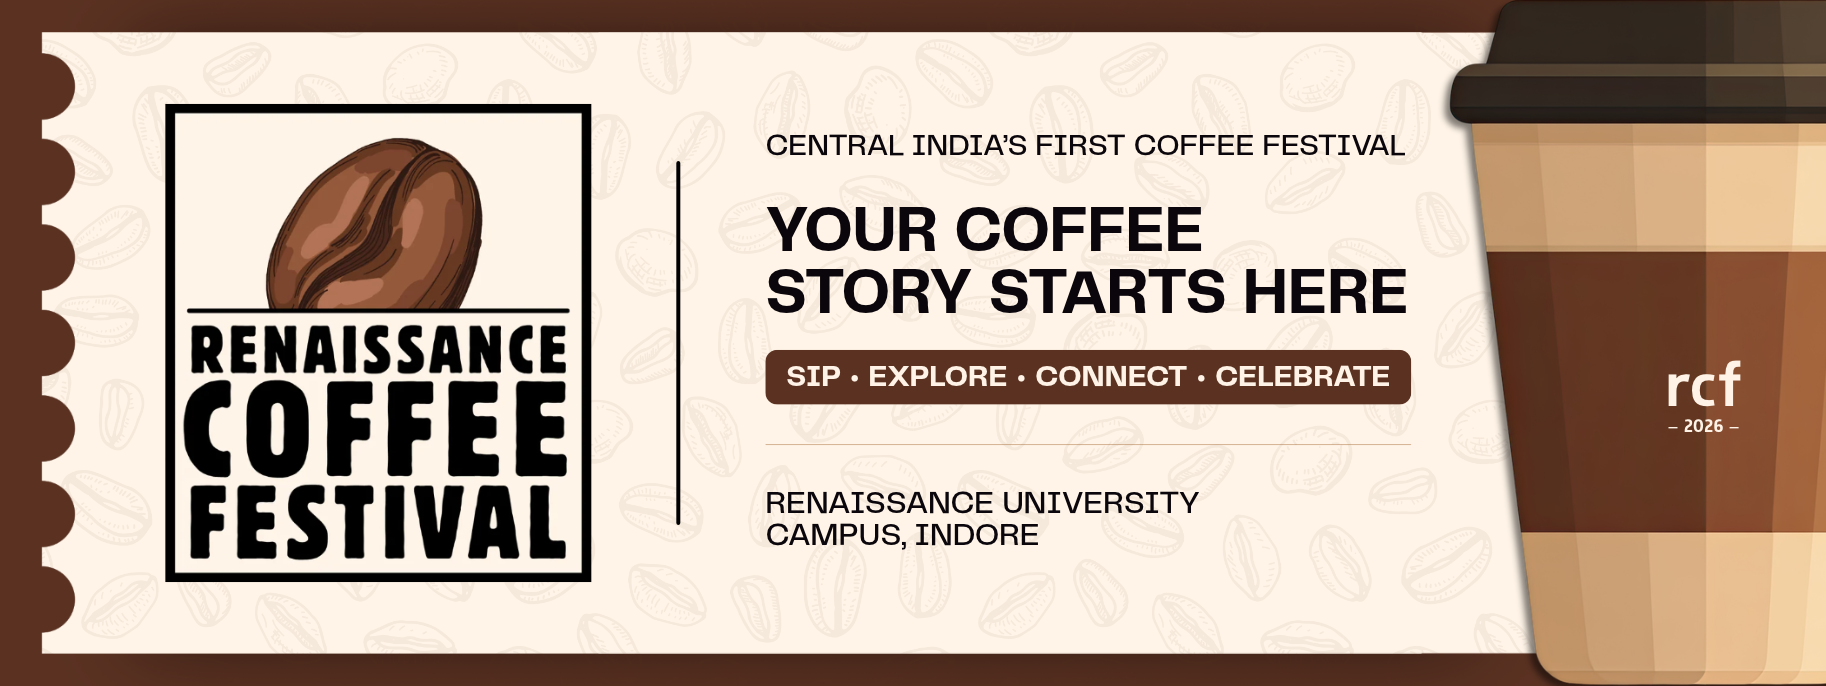 RENAISSANCE
COFFEE
FESTIVAL
CENTRAL INDIA’S FIRST COFFEE FESTIVAL
YOUR COFFEE
STORY STARTS HERE
SIP • EXPLORE • CONNECT • CELEBRATE
RENAISSANCE UNIVERSITY
CAMPUS, INDORE
rcf
– 2026 –